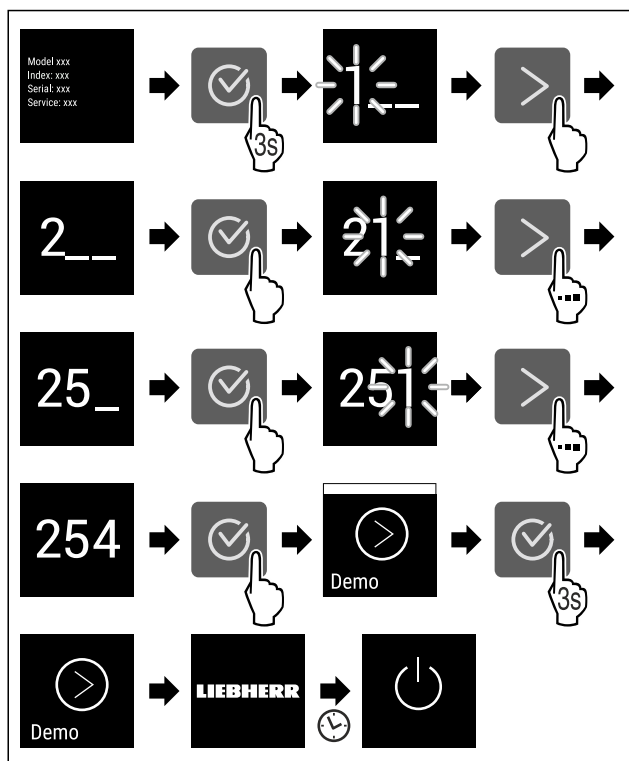 Model xxx
Index: xxx
Serial: xxx
Service: xxx
3s
1__
2__
21_
25_
251
254
Demo
3s
Demo
LIEBHERR